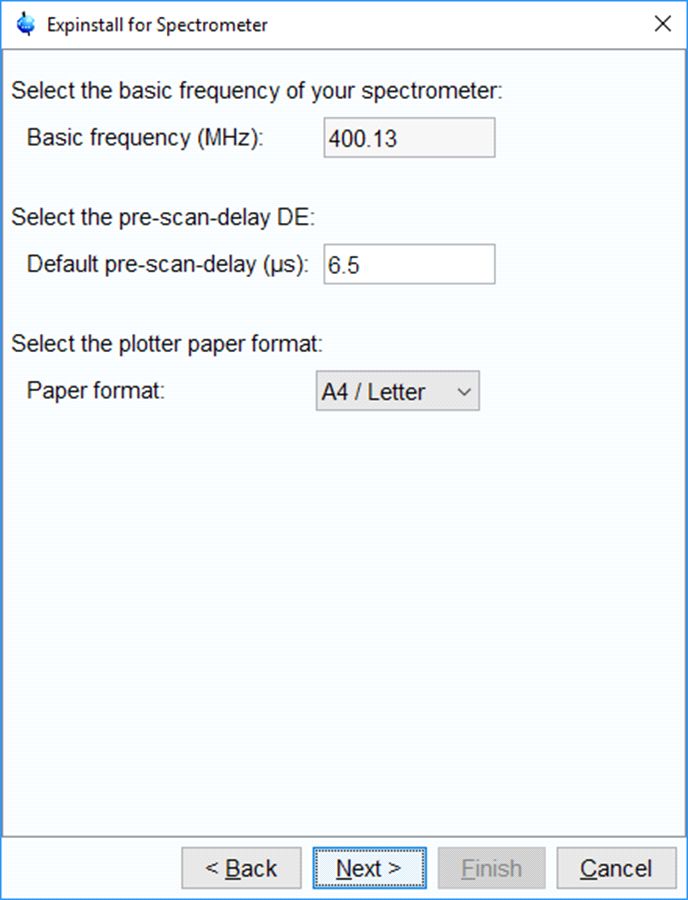 Expinstall for Spectrometer
Select the basic frequency of your spectrometer:
Basic frequency (MHz): 400.13
Select the pre-scan-delay DE:
Default pre-scan-delay (µs): 6.5
Select the plotter paper format:
Paper format: A4 / Letter
< Back Next > Finish Cancel